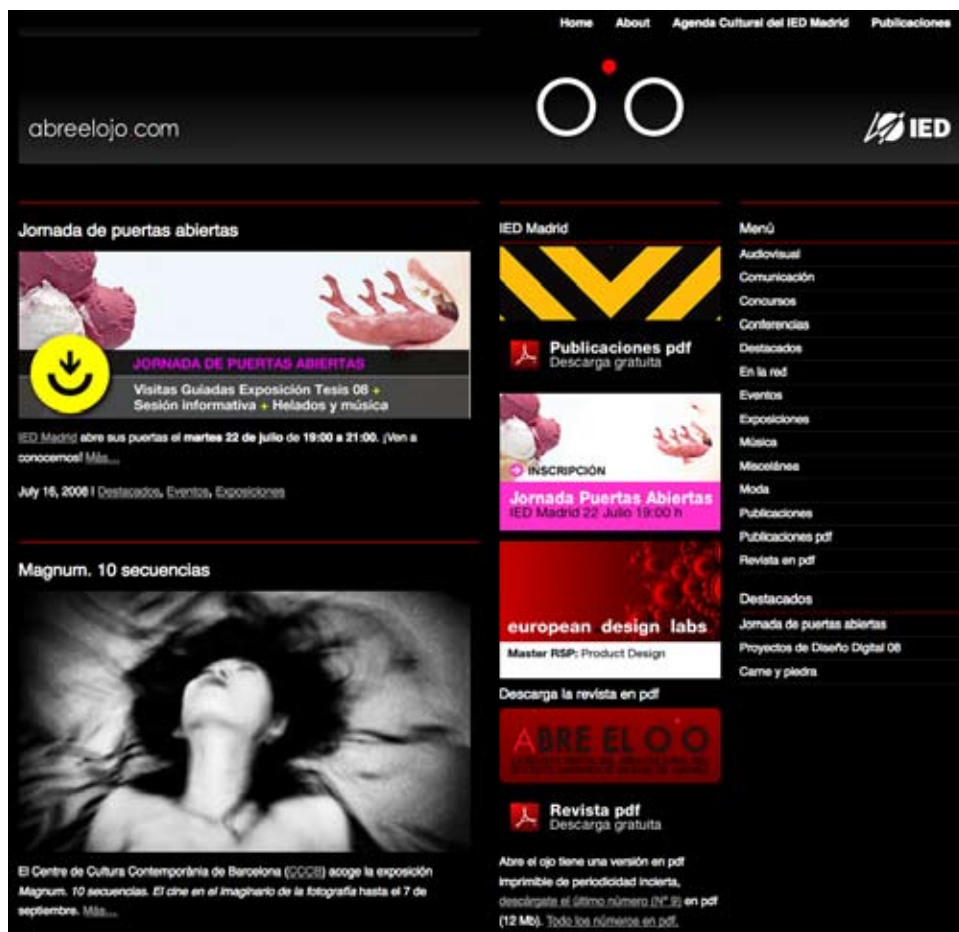 Home About Agenda Cultural del IED Madrid Publicaciones
abreelojo.com
IED
Jornada de puertas abiertas
JORNADA DE PUERTAS ABIERTAS
Visitas Guiadas Exposición Tesis 08 +
Sesión informativa + Helados y música
IED Madrid abre sus puertas el martes 22 de julio de 19:00 a 21:00. ¡Ven a
conocernos! Más...
July 16, 2008 | Destacados, Eventos, Exposiciones
Magnum. 10 secuencias
El Centre de Cultura Contemporània de Barcelona (CCCB) acoge la exposición
Magnum. 10 secuencias. El cine en el imaginario de la fotografía hasta el 7 de
septiembre. Más...
IED Madrid
Publicaciones pdf
Descarga gratuita
INSCRIPCIÓN
Jornada Puertas Abiertas
IED Madrid 22 Julio 19:00 h
european design labs
Master RSP: Product Design
Descarga la revista en pdf
ABRE EL OJO
Revista pdf
Descarga gratuita
Abre el ojo tiene una versión en pdf
imprimible de periodicidad incierta,
descárgate el último número (Nº 9) en pdf
(12 Mb). Todo los números en pdf.
Menú
Audiovisual
Comunicación
Concursos
Conferencias
Destacados
En la red
Eventos
Exposiciones
Música
Miscelánea
Moda
Publicaciones
Publicaciones pdf
Revista en pdf
Destacados
Jornada de puertas abiertas
Proyectos de Diseño Digital 08
Carne y piedra